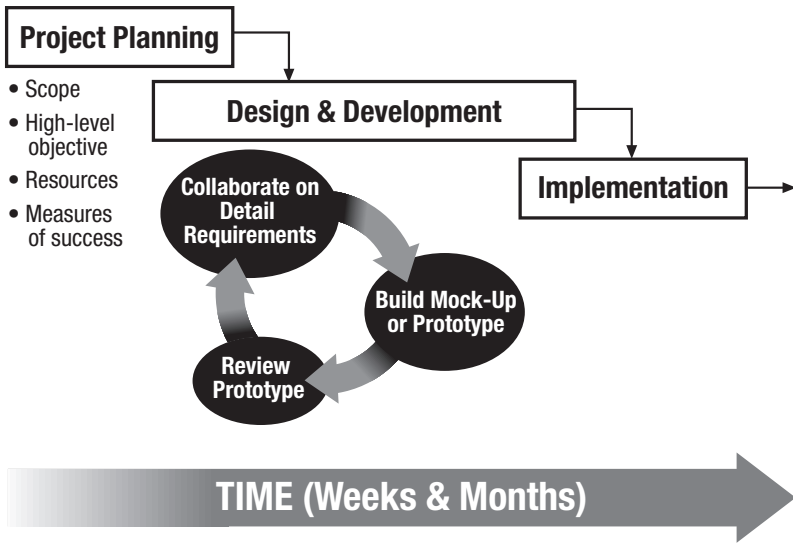 Project Planning
• Scope
• High-level
objective
• Resources
• Measures
of success
Design & Development
Implementation
Collaborate on
Detail
Requirements
Build Mock-Up
or Prototype
Review
Prototype
TIME (Weeks & Months)